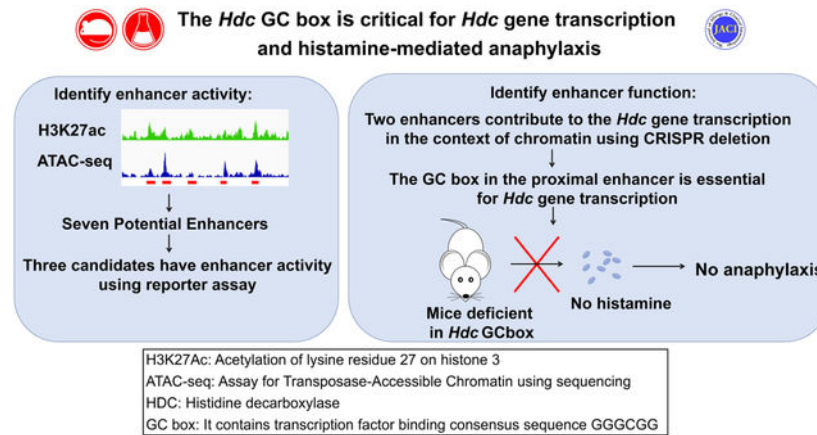 The Hdc GC box is critical for Hdc gene transcription
and histamine-mediated anaphylaxis
JACI
Identify enhancer activity:
H3K27ac
ATAC-seq
Seven Potential Enhancers
Three candidates have enhancer activity
using reporter assay
Identify enhancer function:
Two enhancers contribute to the Hdc gene transcription
in the context of chromatin using CRISPR deletion
The GC box in the proximal enhancer is essential
for Hdc gene transcription
Mice deficient
in Hdc GCbox
No histamine
No anaphylaxis
H3K27Ac: Acetylation of lysine residue 27 on histone 3
ATAC-seq: Assay for Transposase-Accessible Chromatin using sequencing
HDC: Histidine decarboxylase
GC box: It contains transcription factor binding consensus sequence GGGCGG